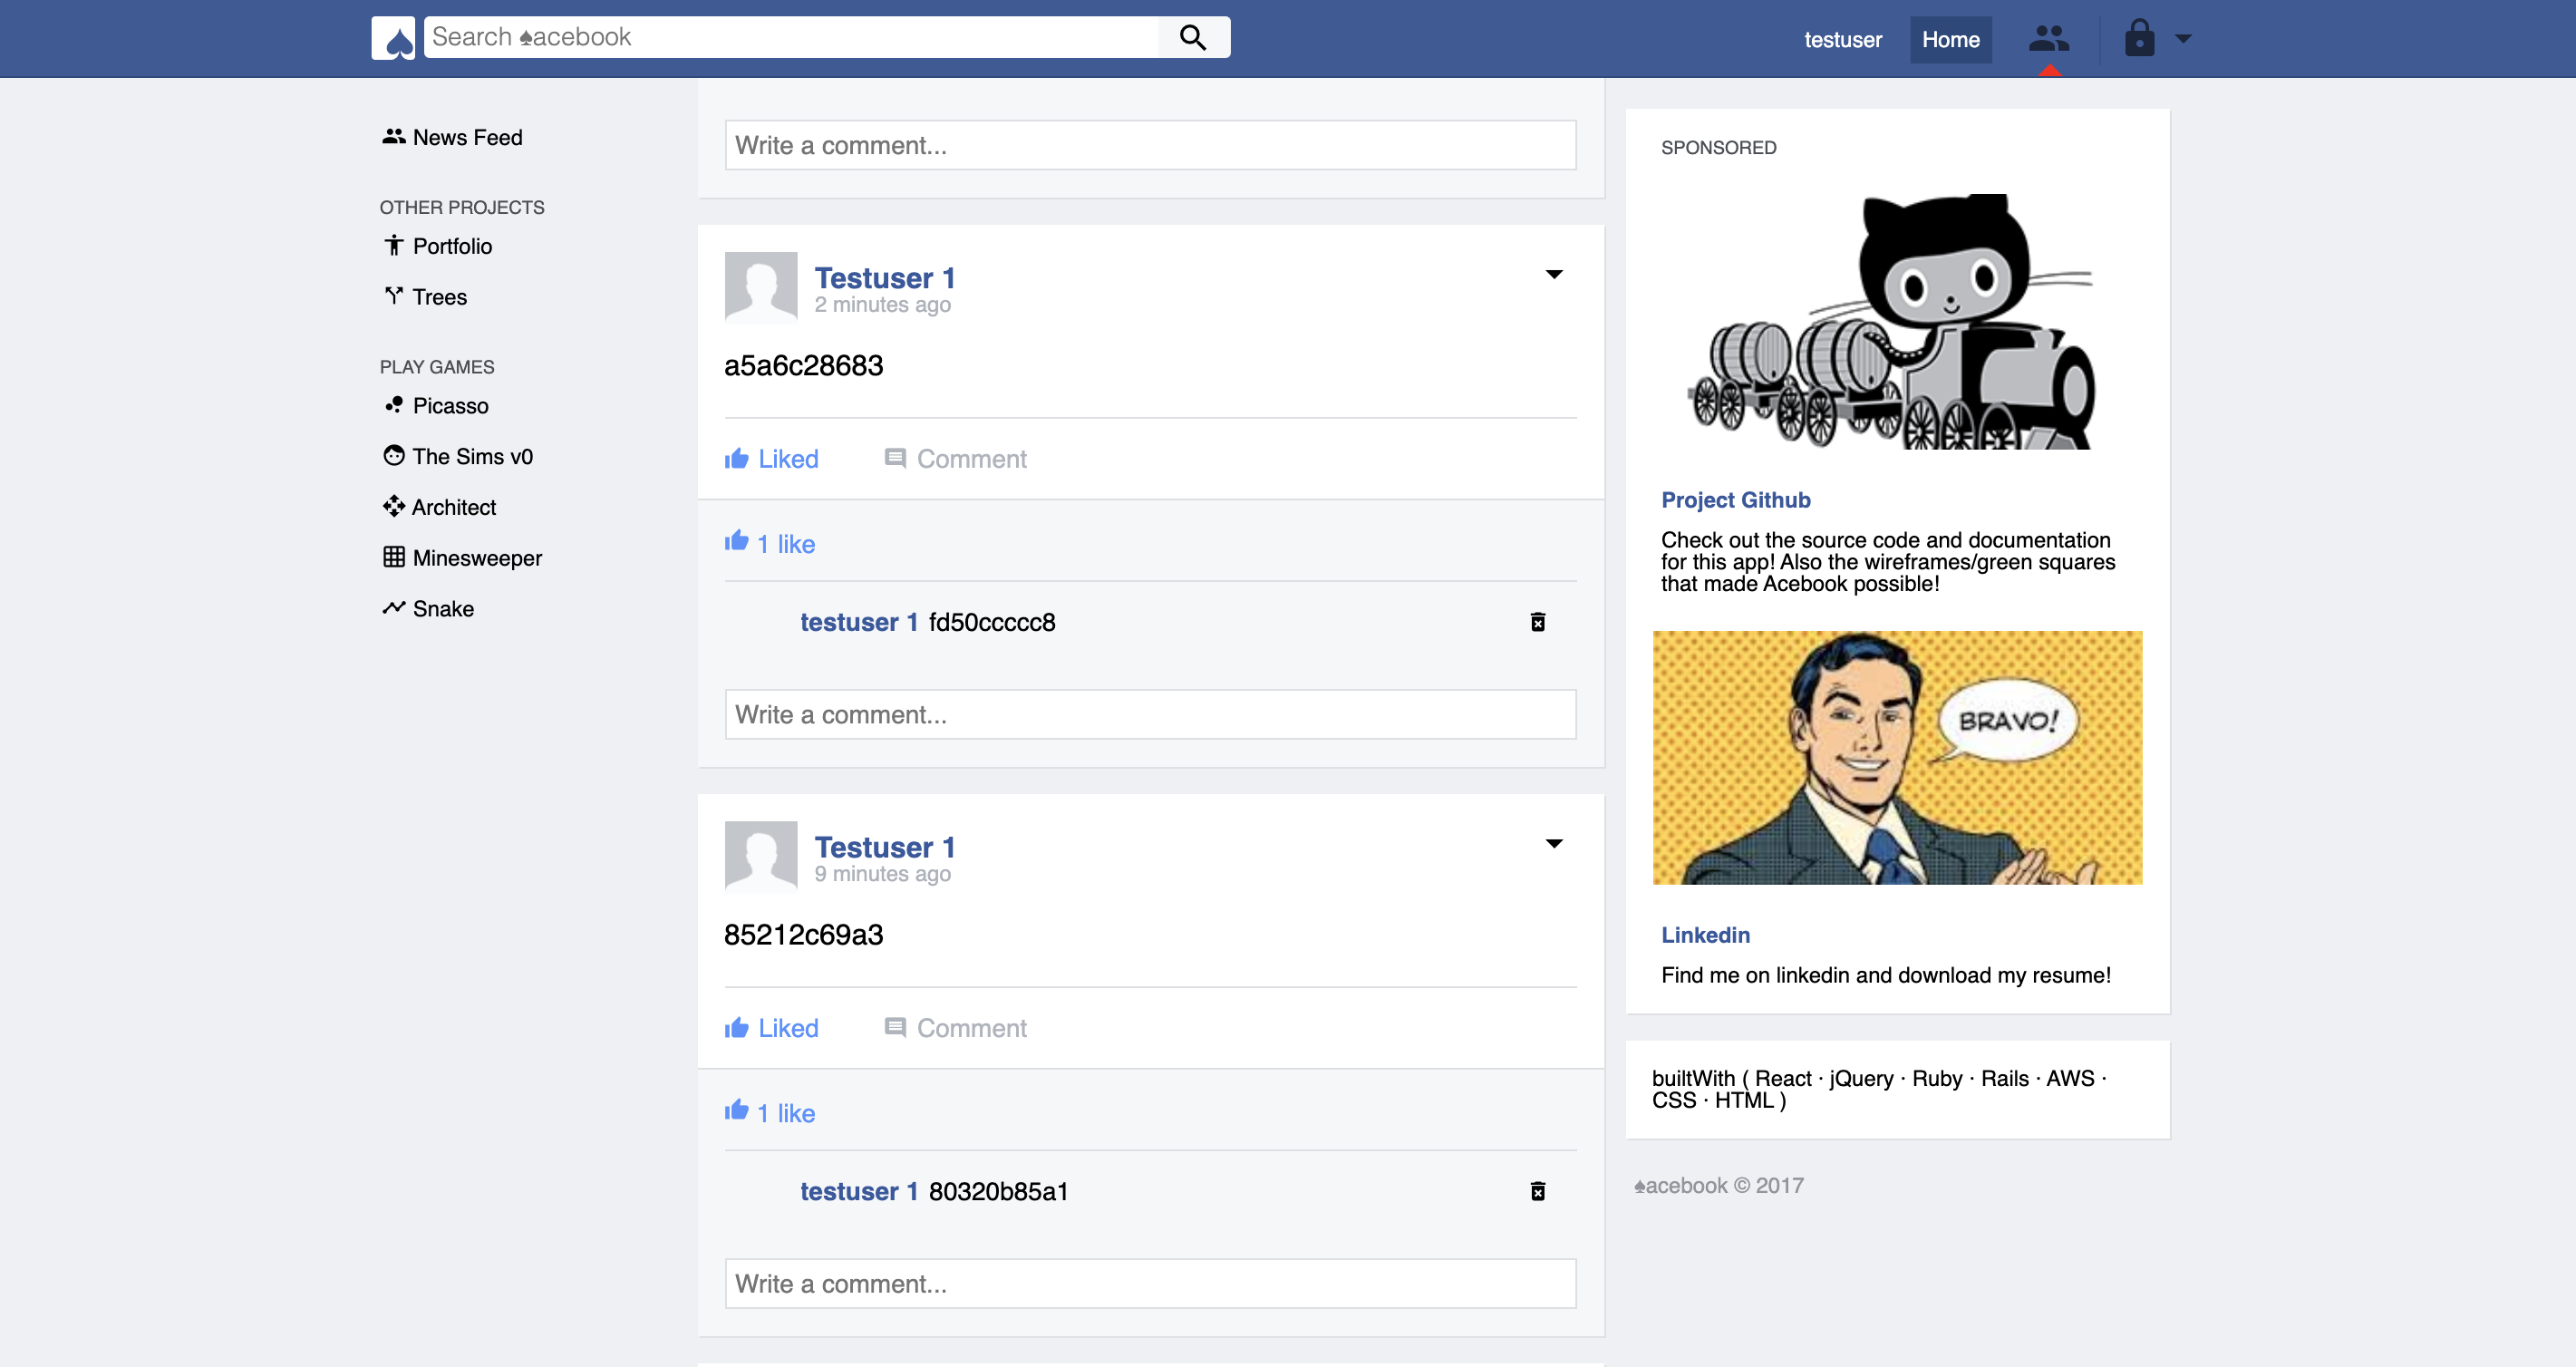 Search ♠acebook
testuser
Home
News Feed
OTHER PROJECTS
Portfolio
Trees
PLAY GAMES
Picasso
The Sims v0
Architect
Minesweeper
Snake
Write a comment...
Testuser 1
2 minutes ago
a5a6c28683
Liked
Comment
1 like
testuser 1 fd50ccccc8
Write a comment...
Testuser 1
9 minutes ago
85212c69a3
Liked
Comment
1 like
testuser 1 80320b85a1
Write a comment...
SPONSORED
Project Github
Check out the source code and documentation
for this app! Also the wireframes/green squares
that made Acebook possible!
BRAVO!
Linkedin
Find me on linkedin and download my resume!
builtWith ( React · jQuery · Ruby · Rails · AWS ·
CSS · HTML )
♠acebook © 2017